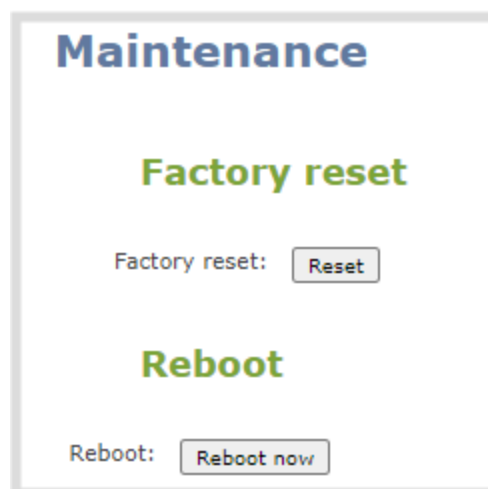 Maintenance
Factory reset
Factory reset: Reset
Reboot
Reboot: Reboot now